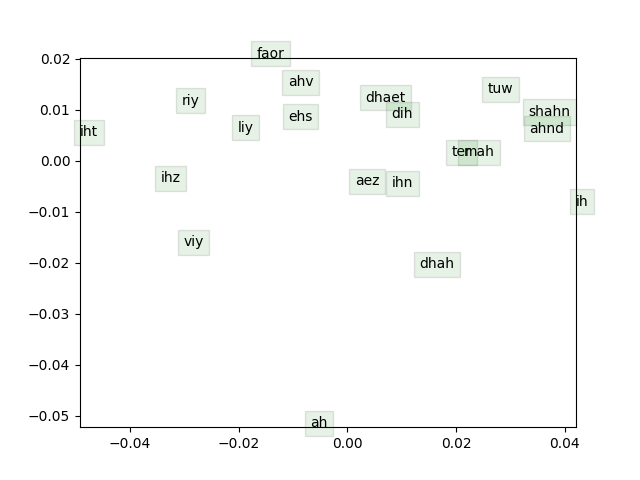 faor
0.02
ahv
tuw
dhaet
riy
0.01
dih
shahn
ehs
liy
ahnd
iht
0.00
ter
mah
ihz
aez
ihn
−0.01
ih
viy
−0.02
dhah
−0.03
−0.04
−0.05
ah
−0.04 −0.02 0.00 0.02 0.04